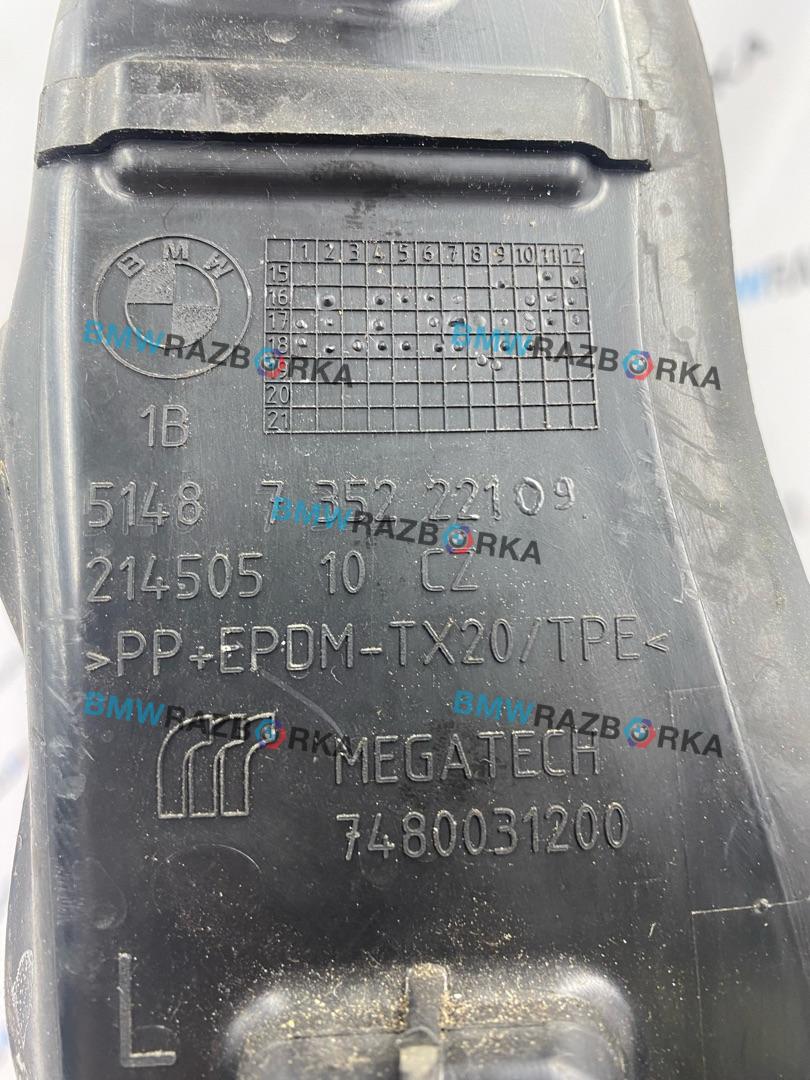 BMW
1 2 3 4 5 6 7 8 9 10 11 12
15
16
17
18
20
21
BMWRAZBORKA BMWRAZBORKA
1B
5148 7 352 221 09
BMWRAZBORKA
214505 10 CZ
>PP+EPDM-TX20/TPE<
BMWRAZBORKA BMWRAZBORKA
MEGATECH
7480031200
L